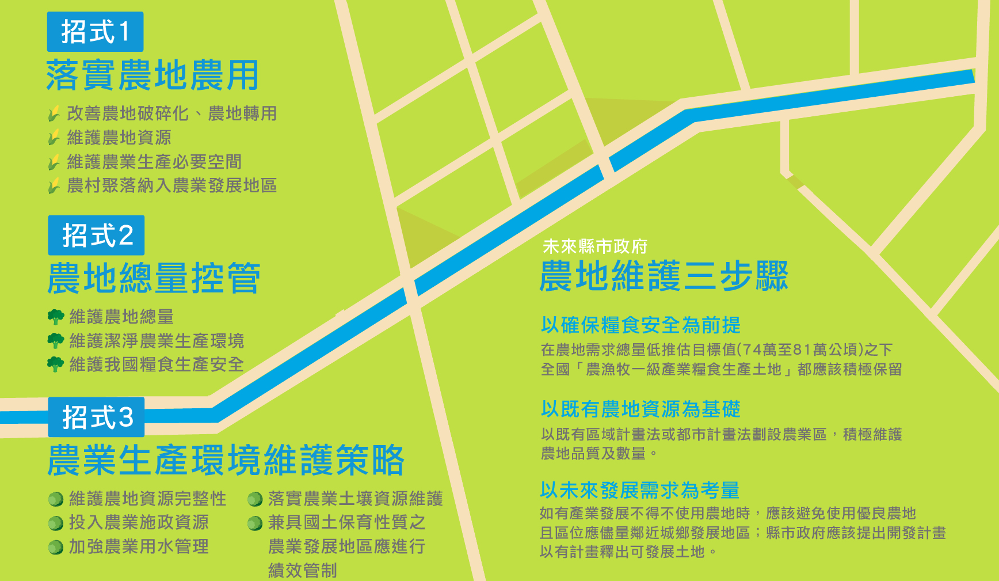 招式1
落實農地農用
改善農地破碎化、農地轉用
維護農地資源
維護農業生產必要空間
農村聚落納入農業發展地區
招式2
農地總量控管
維護農地總量
維護潔淨農業生產環境
維護我國糧食生產安全
招式3
農業生產環境維護策略
維護農地資源完整性
投入農業施政資源
加強農業用水管理
落實農業土壤資源維護
兼具國土保育性質之
農業發展地區應進行
績效管制
未來縣市政府
農地維護三步驟
以確保糧食安全為前提
在農地需求總量低推估目標值(74萬至81萬公頃)之下
全國「農漁牧一級產業糧食生產土地」都應該積極保留
以既有農地資源為基礎
以既有區域計畫法或都市計畫法劃設農業區，積極維護
農地品質及數量。
以未來發展需求為考量
如有產業發展不得不使用農地時，應該避免使用優良農地
且區位應儘量鄰近城鄉發展地區；縣市政府應該提出開發計畫
以有計畫釋出可發展土地。